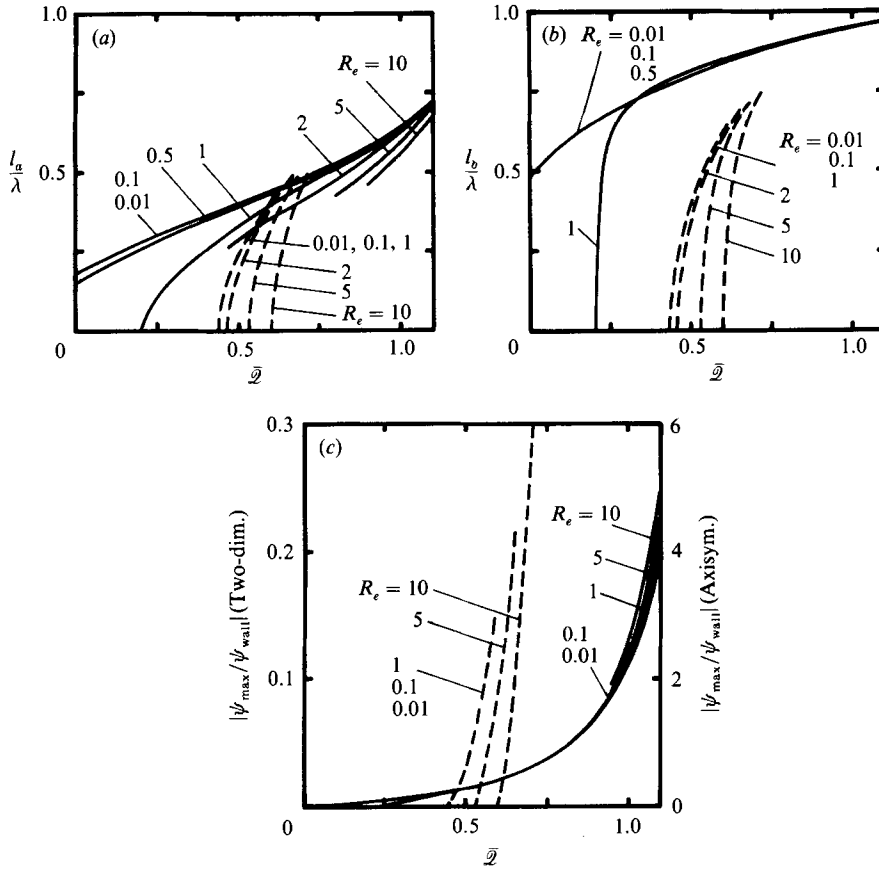 1.0
(a)
R_e = 10
5
2
1
0.5
0.5
0.1
0.01
l_a/λ
0.01, 0.1, 1
2
5
R_e = 10
0
0
0.5
1.0
𝒬̄
1.0
(b)
R_e = 0.01
0.1
0.5
0.5
l_b/λ
R_e = 0.01
0.1
1
2
5
10
1
0
0.5
1.0
𝒬̄
0.3
(c)
6
R_e = 10
5
1
0.2
4
R_e = 10
5
|ψ_max/ψ_wall| (Two-dim.)
|ψ_max/ψ_wall| (Axisym.)
0.1
0.01
1
0.1
0.01
0.1
2
0
0
0.5
1.0
𝒬̄